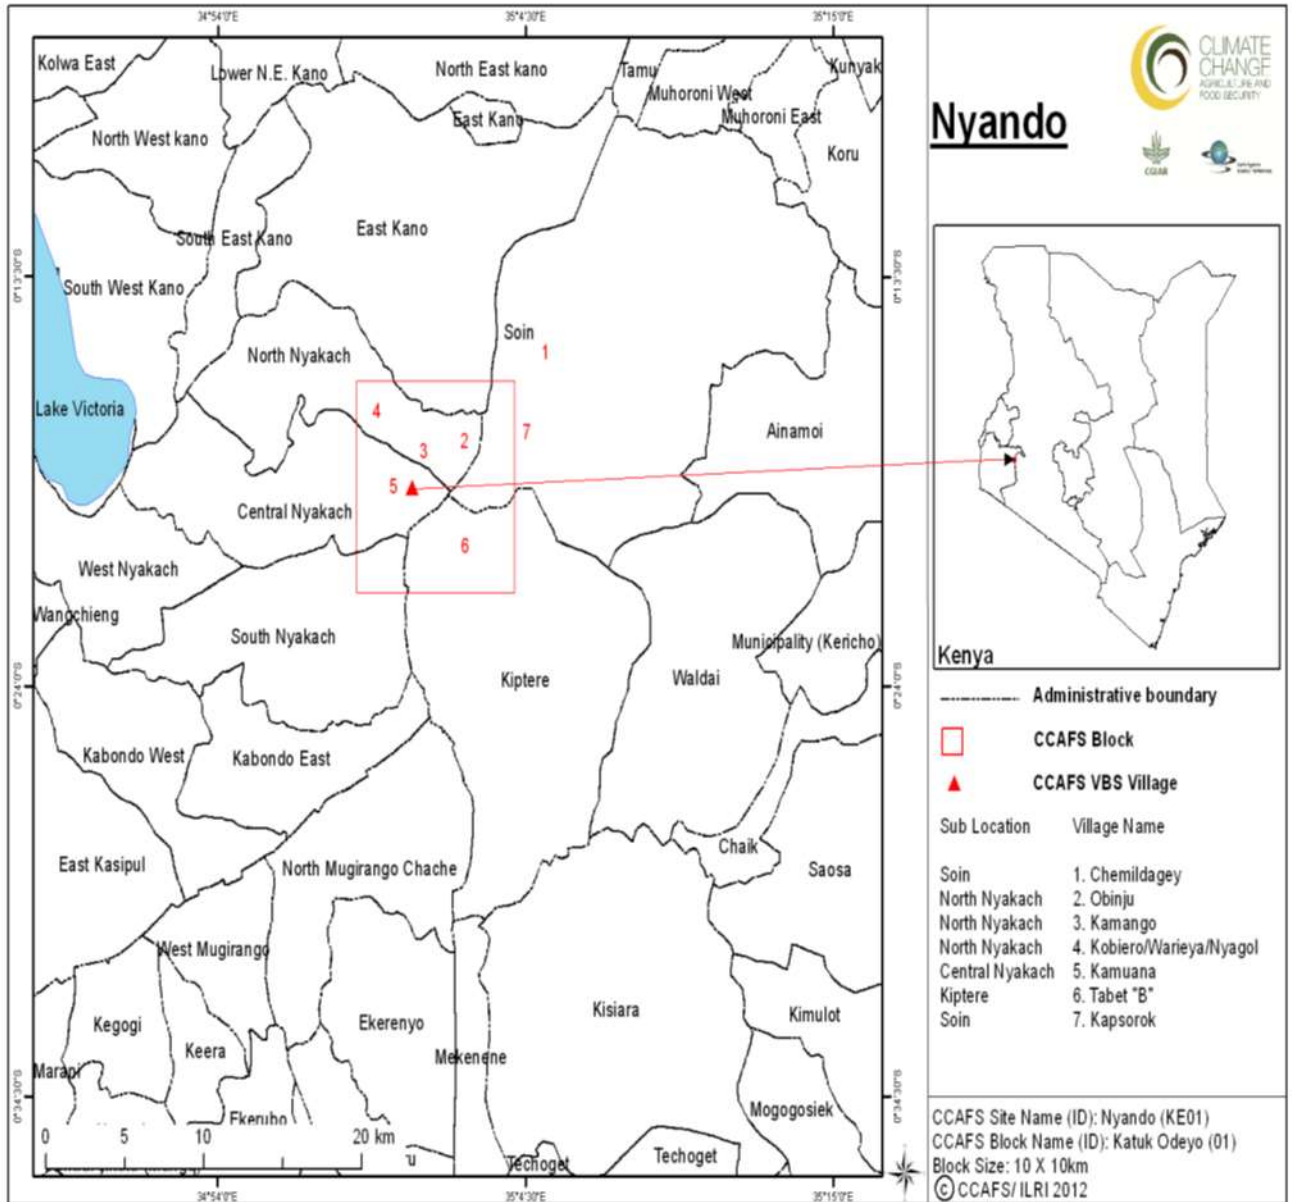 34°54'0"E 35°4'30"E 35°15'0"E
Kolwa East
Lower N.E. Kano
North East kano
Tamu
Kunyak
Muhoroni West
Muhoroni East
East Kano
North West kano
Koru
South East Kano
East Kano
0°13'30"S
0°13'30"S
South West Kano
Soin
1
North Nyakach
Lake Victoria
4
7
2
3
Ainamoi
5
Central Nyakach
6
West Nyakach
Wangchieng
South Nyakach
Municipality (Kericho)
Kiptere
Waldai
0°24'0"S
0°24'0"S
Kabondo West
Kabondo East
East Kasipul
North Mugirango Chache
Chaik
Saosa
West Mugirango
Kegogi
Keera
Ekerenyo
Kisiara
Kimulot
Mekenene
Marani
Mogogosiek
0°34'30"S
0°34'30"S
Ekerubo
0 5 10 20 km
Techoget
Techoget
34°54'0"E 35°4'30"E 35°15'0"E
Nyando
CLIMATE
CHANGE
AGRICULTURE AND
FOOD SECURITY
CGIAR
Kenya
Administrative boundary
CCAFS Block
CCAFS VBS Village
Sub Location Village Name
Soin 1. Chemildagey
North Nyakach 2. Obinju
North Nyakach 3. Kamango
North Nyakach 4. Kobiero/Warieya/Nyagol
Central Nyakach 5. Kamuana
Kiptere 6. Tabet "B"
Soin 7. Kapsorok
CCAFS Site Name (ID): Nyando (KE01)
CCAFS Block Name (ID): Katuk Odeyo (01)
Block Size: 10 X 10km
© CCAFS/ ILRI 2012